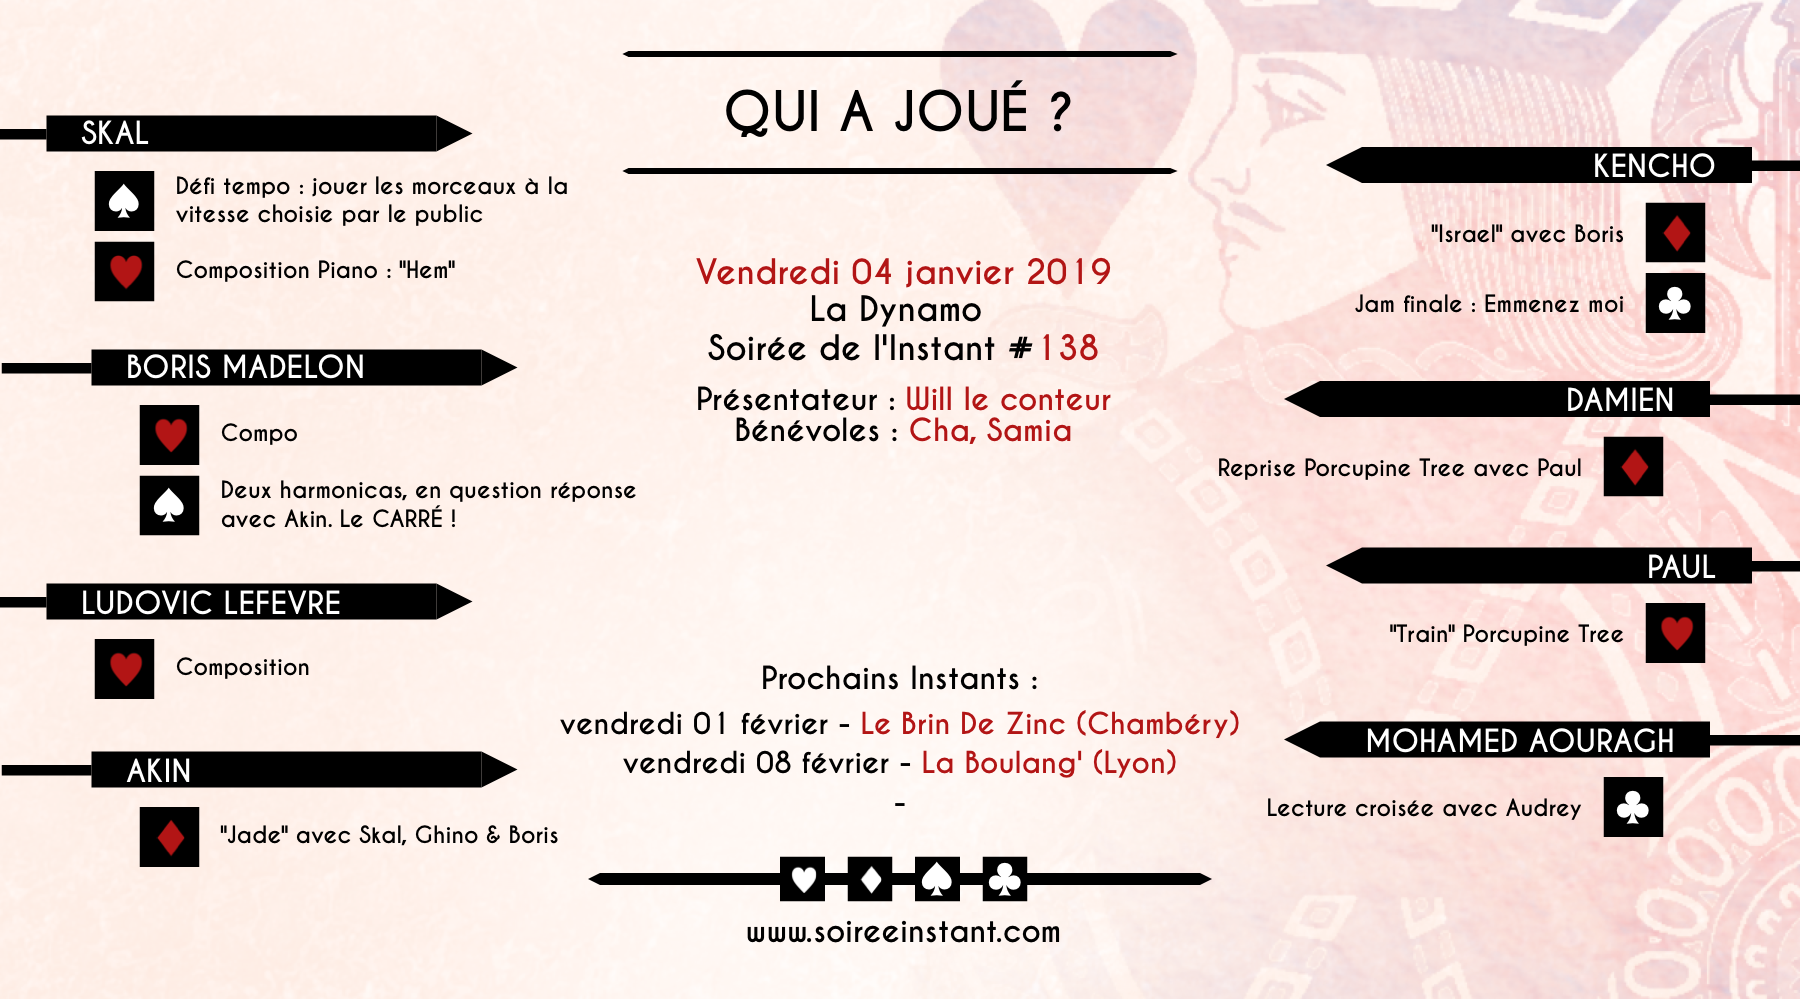 QUI A JOUÉ ?
SKAL
Défi tempo : jouer les morceaux à la
vitesse choisie par le public
Composition Piano : "Hem"
BORIS MADELON
Compo
Deux harmonicas, en question réponse
avec Akin. Le CARRÉ !
LUDOVIC LEFEVRE
Composition
AKIN
"Jade" avec Skal, Ghino & Boris
Vendredi 04 janvier 2019
La Dynamo
Soirée de l'Instant #138
Présentateur : Will le conteur
Bénévoles : Cha, Samia
Prochains Instants :
vendredi 01 février - Le Brin De Zinc (Chambéry)
vendredi 08 février - La Boulang' (Lyon)
-
www.soireeinstant.com
KENCHO
"Israel" avec Boris
Jam finale : Emmenez moi
DAMIEN
Reprise Porcupine Tree avec Paul
PAUL
"Train" Porcupine Tree
MOHAMED AOURAGH
Lecture croisée avec Audrey